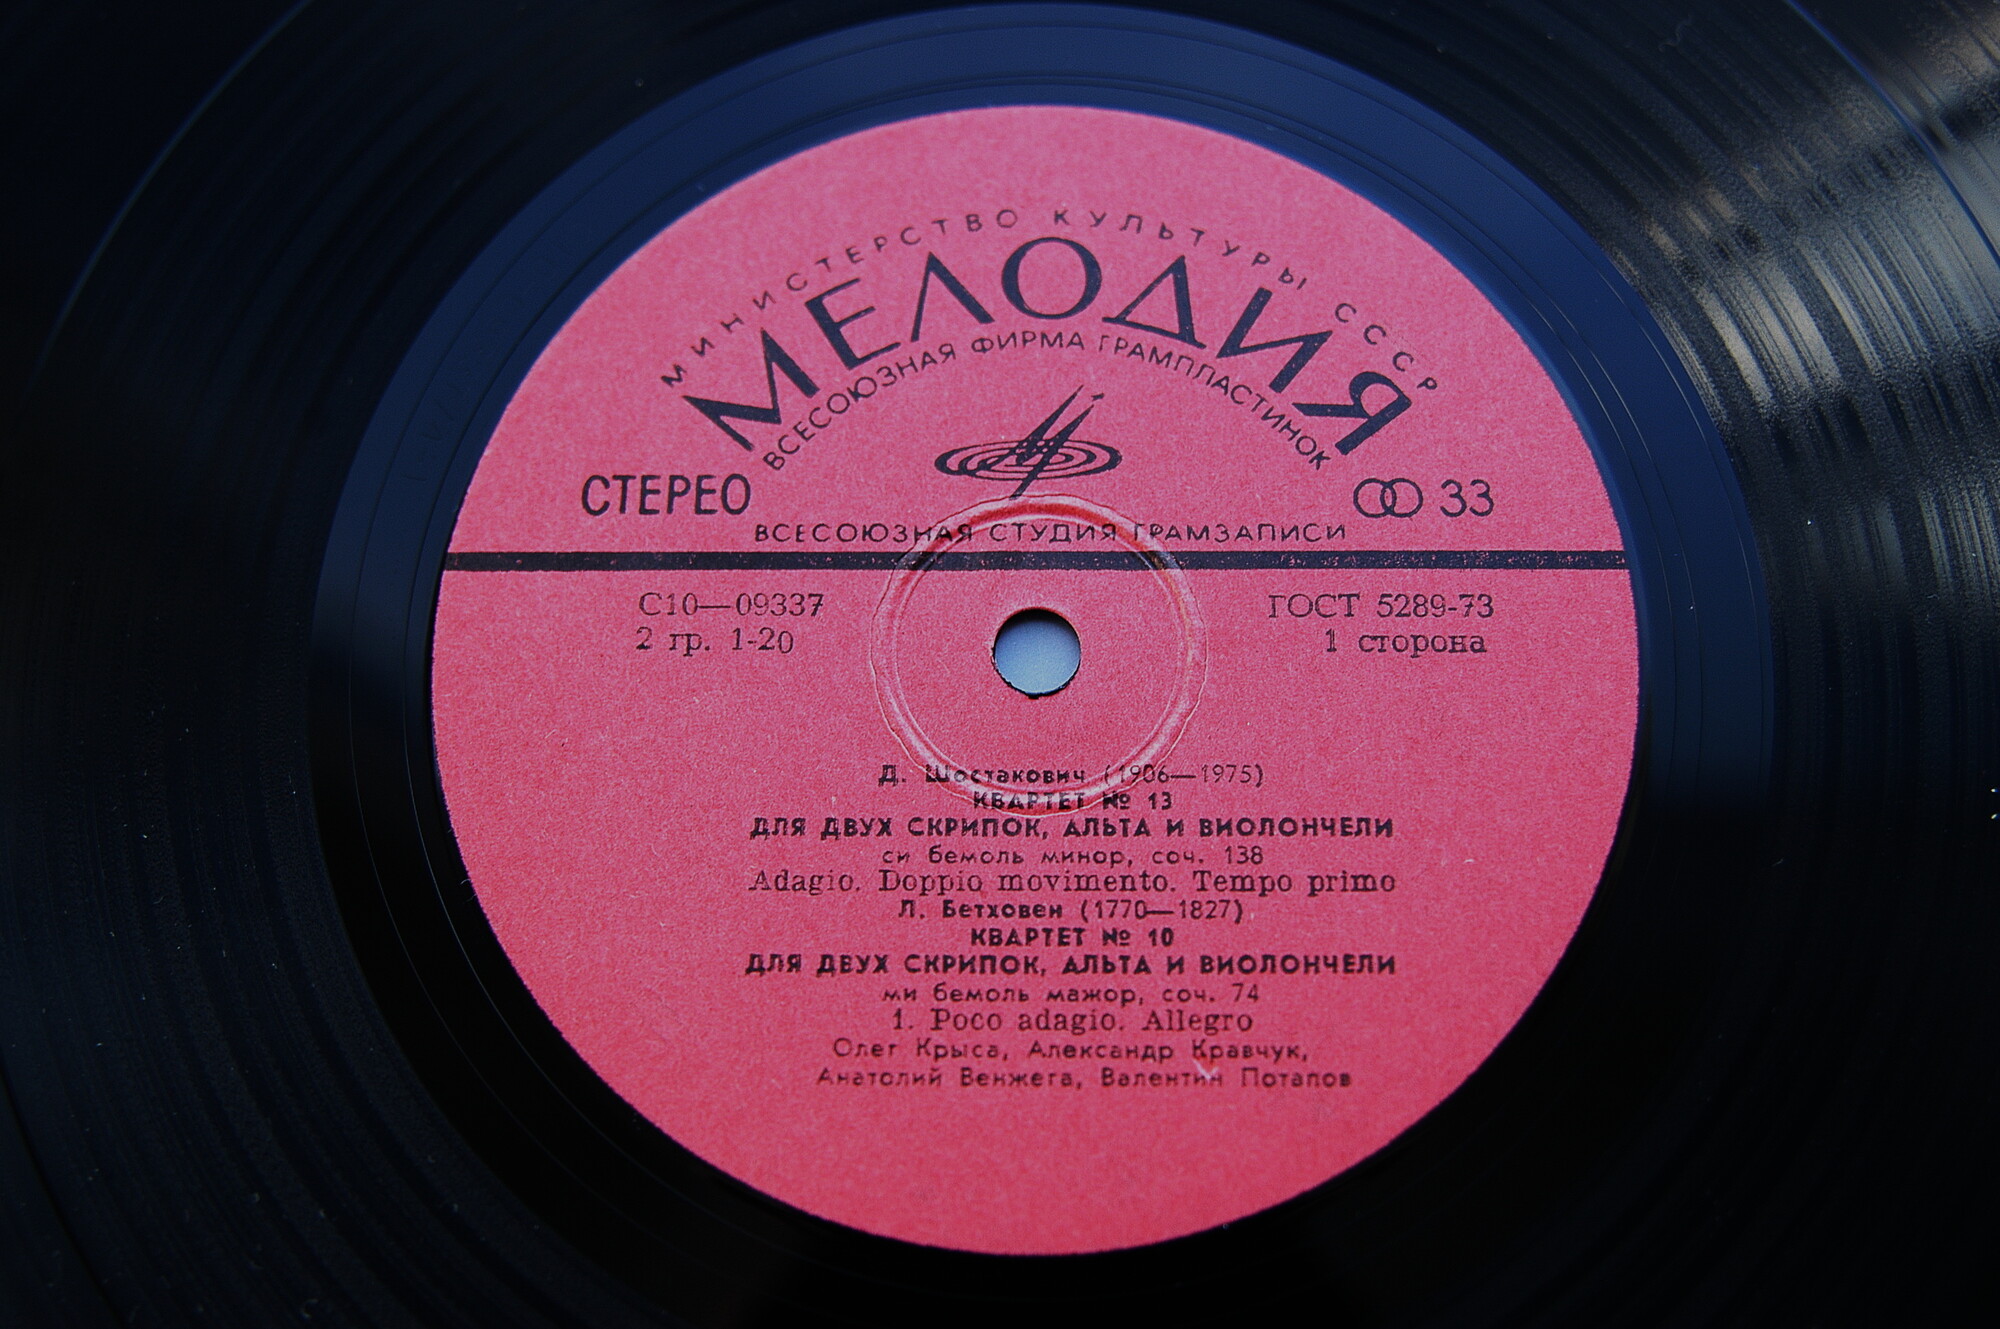 МИНИСТЕРСТВО КУЛЬТУРЫ СССР
МЕЛОДИЯ
ВСЕСОЮЗНАЯ ФИРМА ГРАМПЛАСТИНОК
СТЕРЕО
33
ВСЕСОЮЗНАЯ СТУДИЯ ГРАМЗАПИСИ
С10—09337
ГОСТ 5289-73
2 гр. 1-20
1 сторона
Д. Шостакович (1906—1975)
КВАРТЕТ № 13
ДЛЯ ДВУХ СКРИПОК, АЛЬТА И ВИОЛОНЧЕЛИ
си бемоль минор, соч. 138
Adagio. Doppio movimento. Tempo primo
Л. Бетховен (1770—1827)
КВАРТЕТ № 10
ДЛЯ ДВУХ СКРИПОК, АЛЬТА И ВИОЛОНЧЕЛИ
ми бемоль мажор, соч. 74
1. Poco adagio. Allegro
Олег Крыса, Александр Кравчук,
Анатолий Венжега, Валентин Потапов